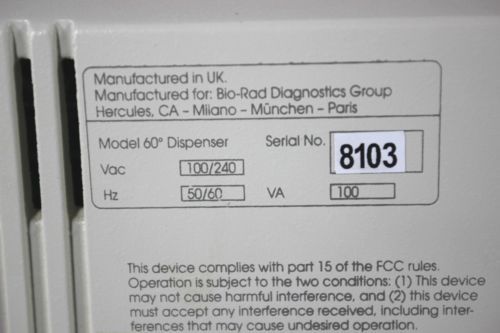 Manufactured in UK.
Manufactured for: Bio-Rad Diagnostics Group
Hercules, CA - Milano - München - Paris
Model 60° Dispenser Serial No. 8103
Vac 100/240
Hz 50/60 VA 100
This device complies with part 15 of the FCC rules.
Operation is subject to the two conditions: (1) This device
may not cause harmful interference, and (2) this device
must accept any interference received, including inter-
ferences that may cause undesired operation.